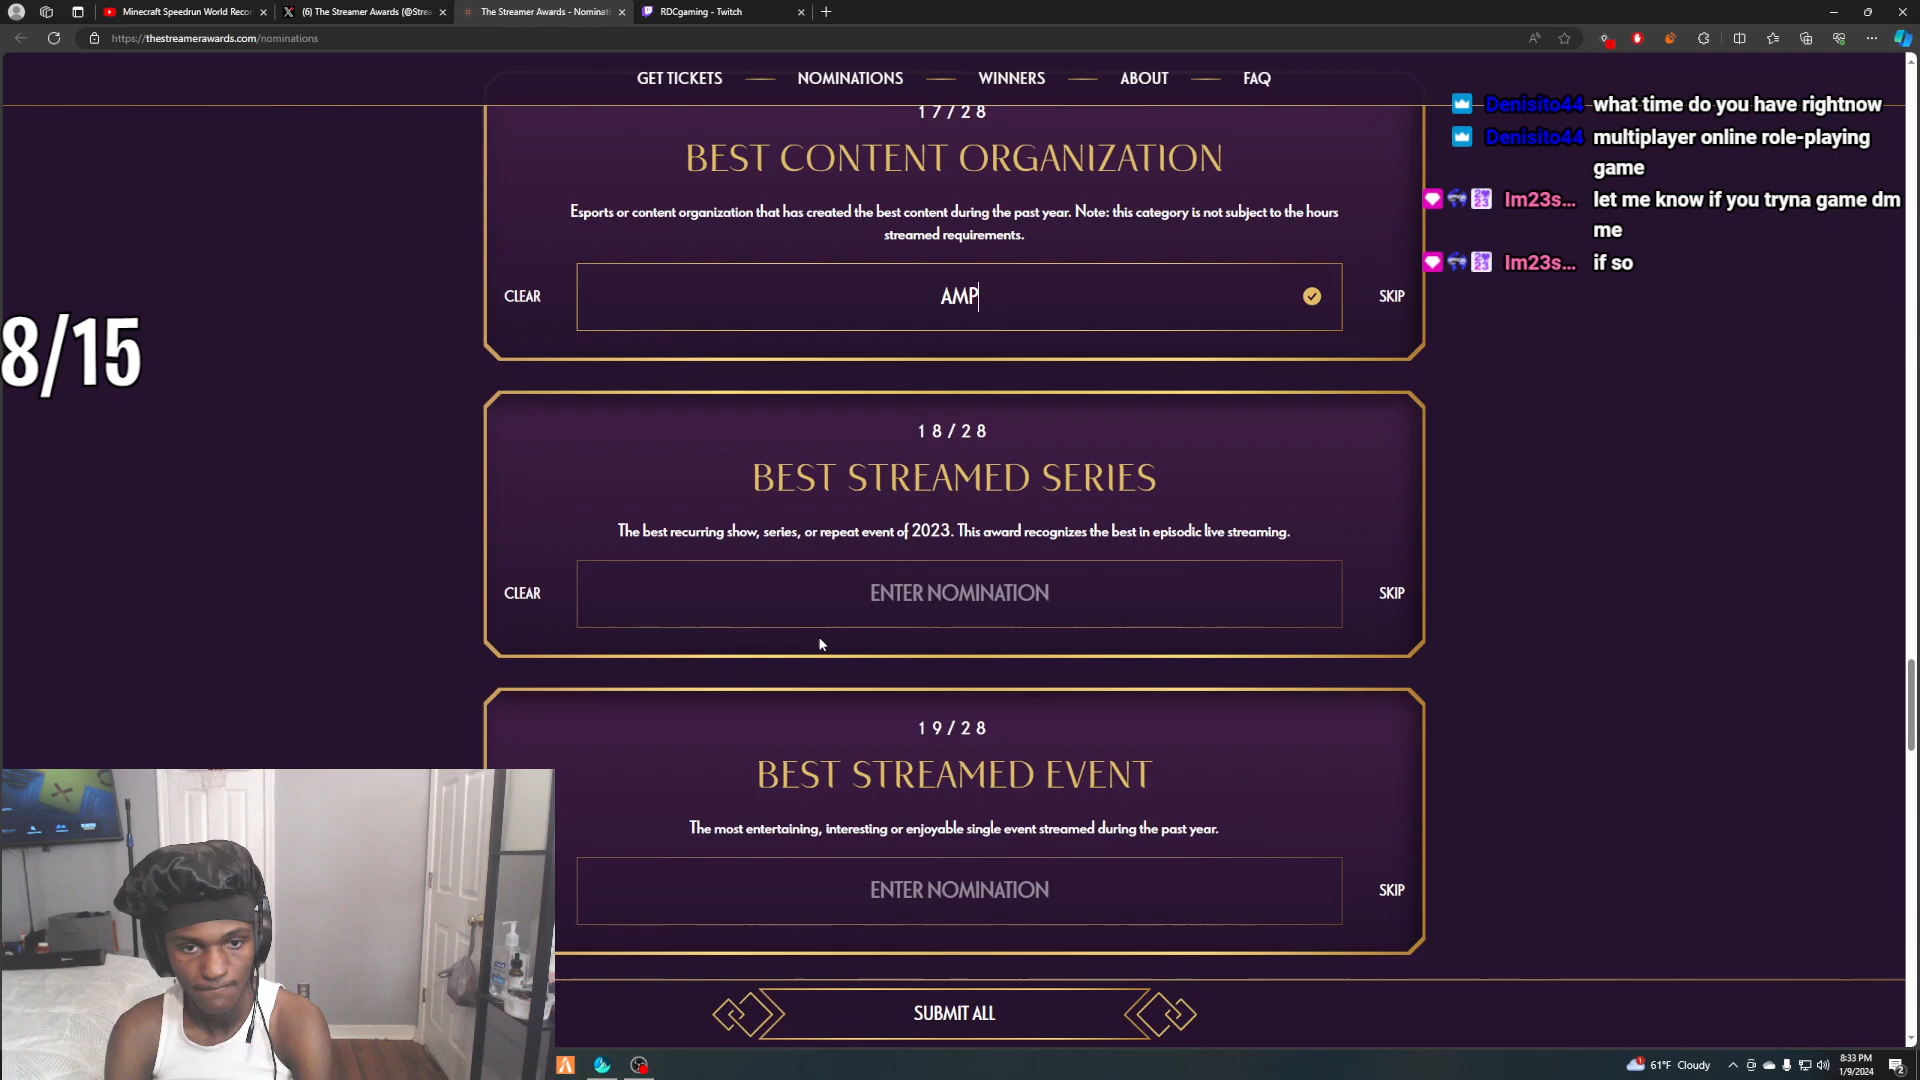 Minecraft Speedrun World Reco
(6) The Streamer Awards (@Strea
The Streamer Awards - Nominati
RDCgaming - Twitch
https://thestreamerawards.com/nominations
GET TICKETS
NOMINATIONS
WINNERS
ABOUT
FAQ
17/28
BEST CONTENT ORGANIZATION
Esports or content organization that has created the best content during the past year. Note: this category is not subject to the hours
streamed requirements.
CLEAR
AMP
SKIP
18/28
BEST STREAMED SERIES
The best recurring show, series, or repeat event of 2023. This award recognizes the best in episodic live streaming.
CLEAR
ENTER NOMINATION
SKIP
19/28
BEST STREAMED EVENT
The most entertaining, interesting or enjoyable single event streamed during the past year.
ENTER NOMINATION
SKIP
SUBMIT ALL
8/15
Denisito44 what time do you have rightnow
Denisito44 multiplayer online role-playing
game
Im23s... let me know if you tryna game dm
me
Im23s... if so
61°F Cloudy
8:33 PM
1/9/2024